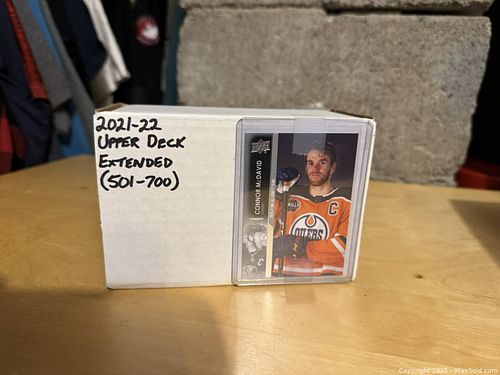 2021-22
UPPER DECK
EXTENDED
(501-700)
CONNOR McDAVID
C
OILERS
C
Copyright 2025 - MaxSold.com